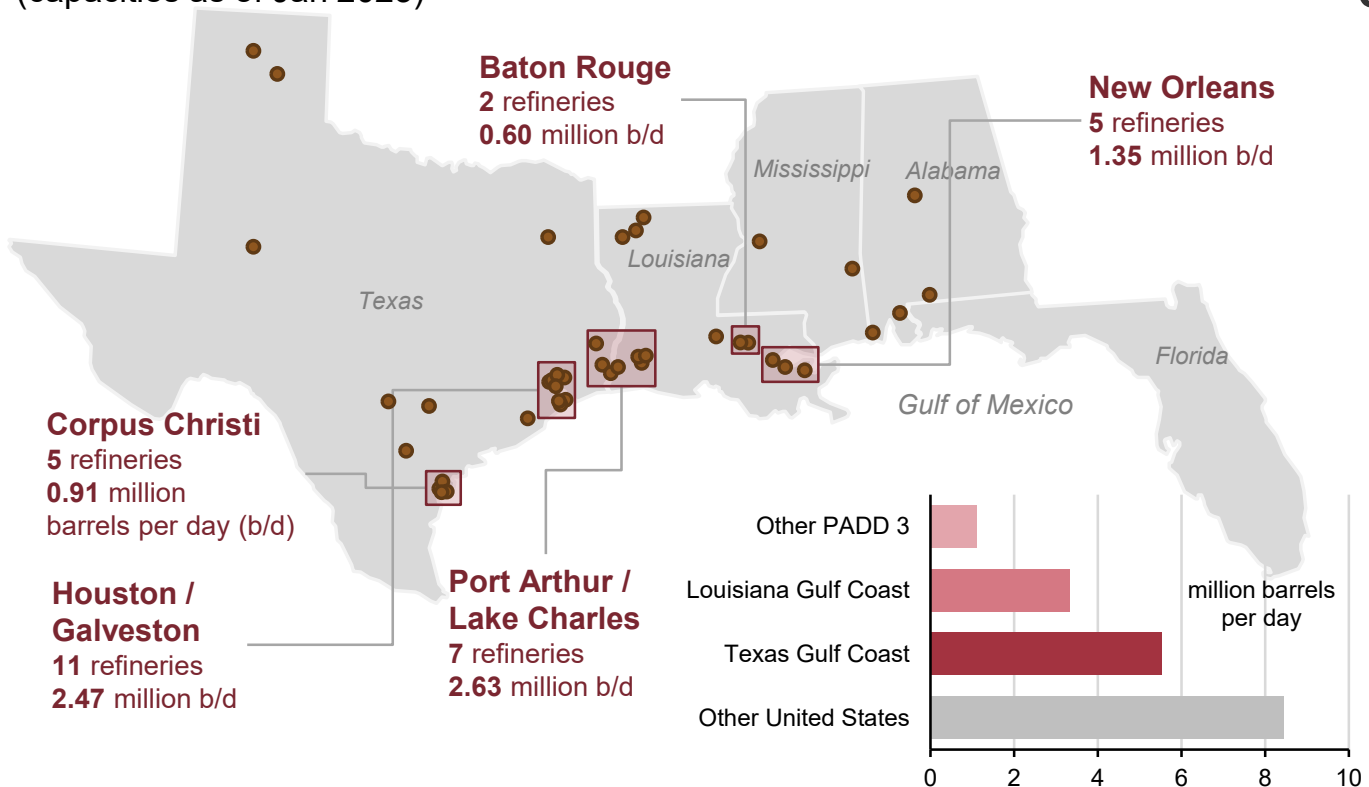 Baton Rouge
2 refineries
0.60 million b/d
New Orleans
5 refineries
1.35 million b/d
Mississippi
Alabama
Louisiana
Texas
Florida
Gulf of Mexico
Corpus Christi
5 refineries
0.91 million
barrels per day (b/d)
Houston /
Galveston
11 refineries
2.47 million b/d
Port Arthur /
Lake Charles
7 refineries
2.63 million b/d
Other PADD 3
Louisiana Gulf Coast
Texas Gulf Coast
Other United States
million barrels
per day
0 2 4 6 8 10